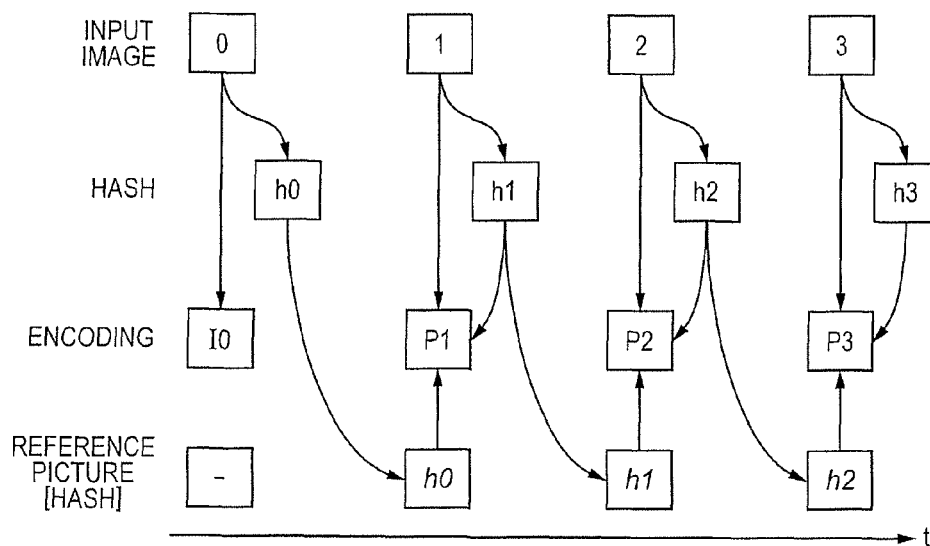 INPUT
IMAGE
0
1
2
3
HASH
h0
h1
h2
h3
ENCODING
I0
P1
P2
P3
REFERENCE
PICTURE
[HASH]
-
h0
h1
h2
t